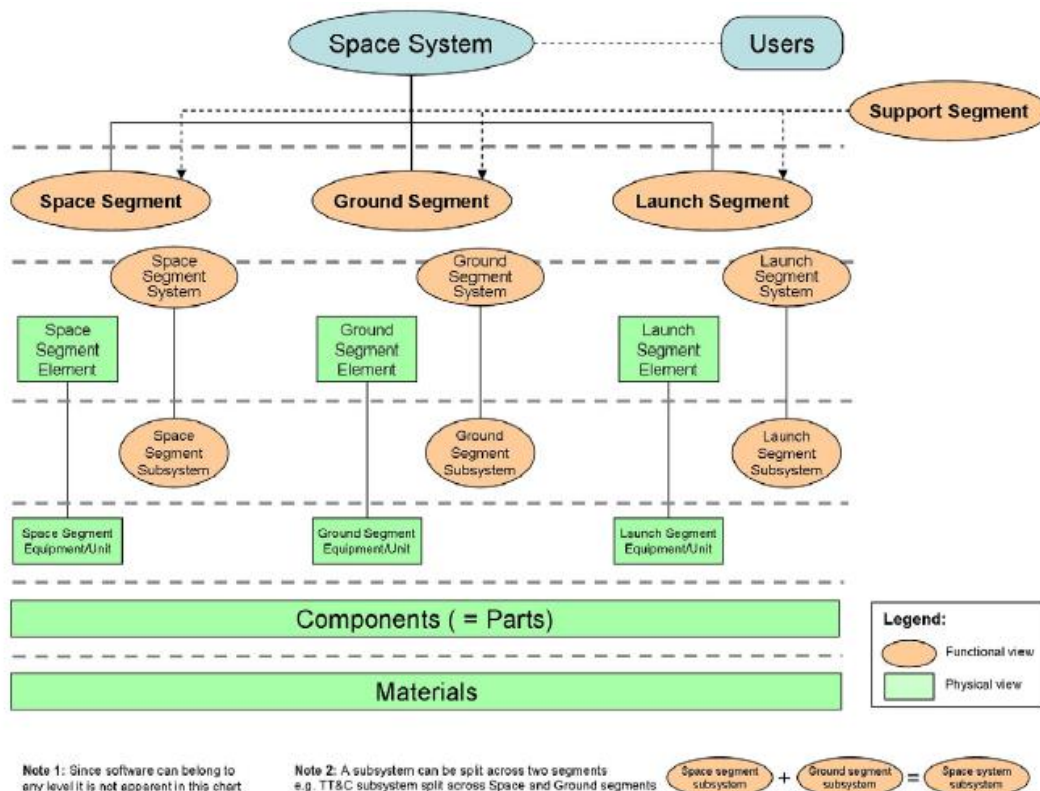 Space System
Users
Support Segment
Space Segment
Ground Segment
Launch Segment
Space
Segment
System
Ground
Segment
System
Launch
Segment
System
Space
Segment
Element
Ground
Segment
Element
Launch
Segment
Element
Space
Segment
Subsystem
Ground
Segment
Subsystem
Launch
Segment
Subsystem
Space Segment
Equipment/Unit
Ground Segment
Equipment/Unit
Launch Segment
Equipment/Unit
Components ( = Parts)
Materials
Legend:
Functional view
Physical view
Note 1: Since software can belong to
any level it is not apparent in this chart
Note 2: A subsystem can be split across two segments
e.g. TT&C subsystem split across Space and Ground segments
Space segment
subsystem
+
Ground segment
subsystem
=
Space system
subsystem